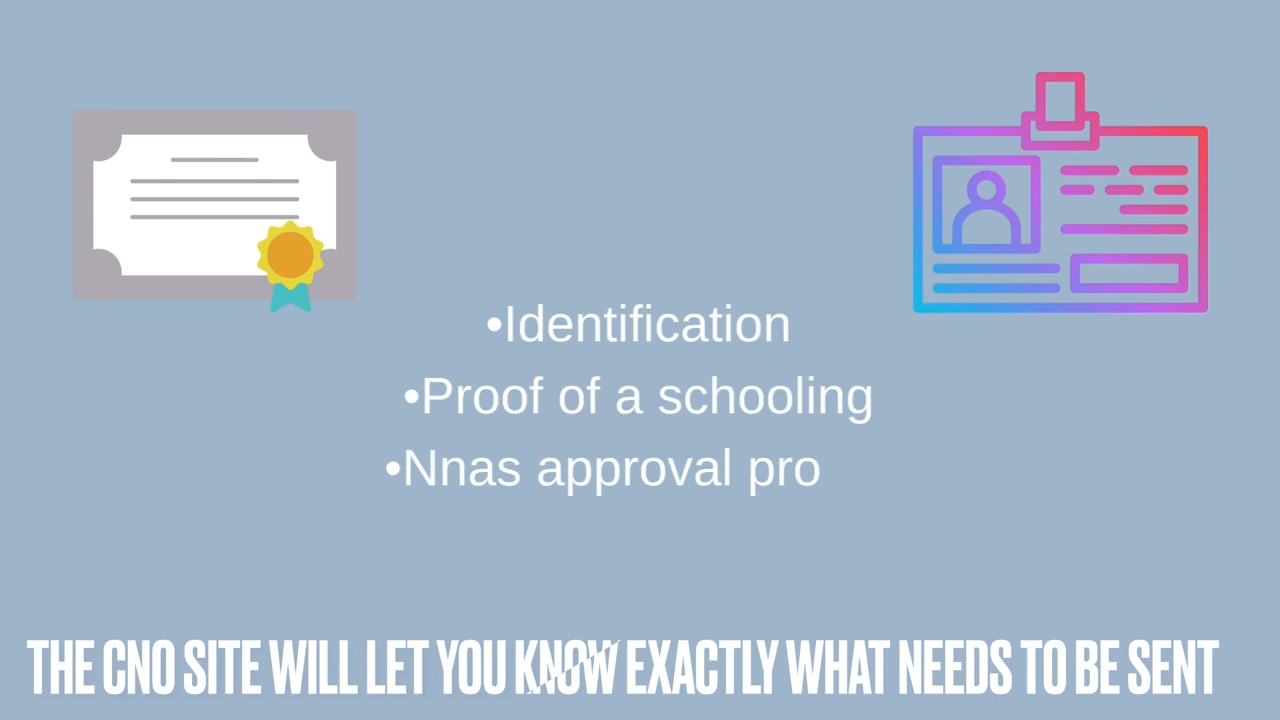 •Identification
•Proof of a schooling
•Nnas approval pro
THE CNO SITE WILL LET YOU KNOW EXACTLY WHAT NEEDS TO BE SENT